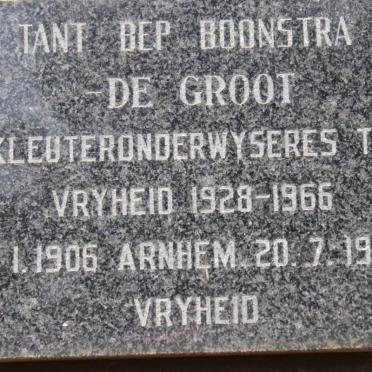 TANT BEP BOONSTRA
-DE GROOT
KLEUTERONDERWYSERES T
VRYHEID 1928-1966
1.1906 ARNHEM 20.7.19
VRYHEID